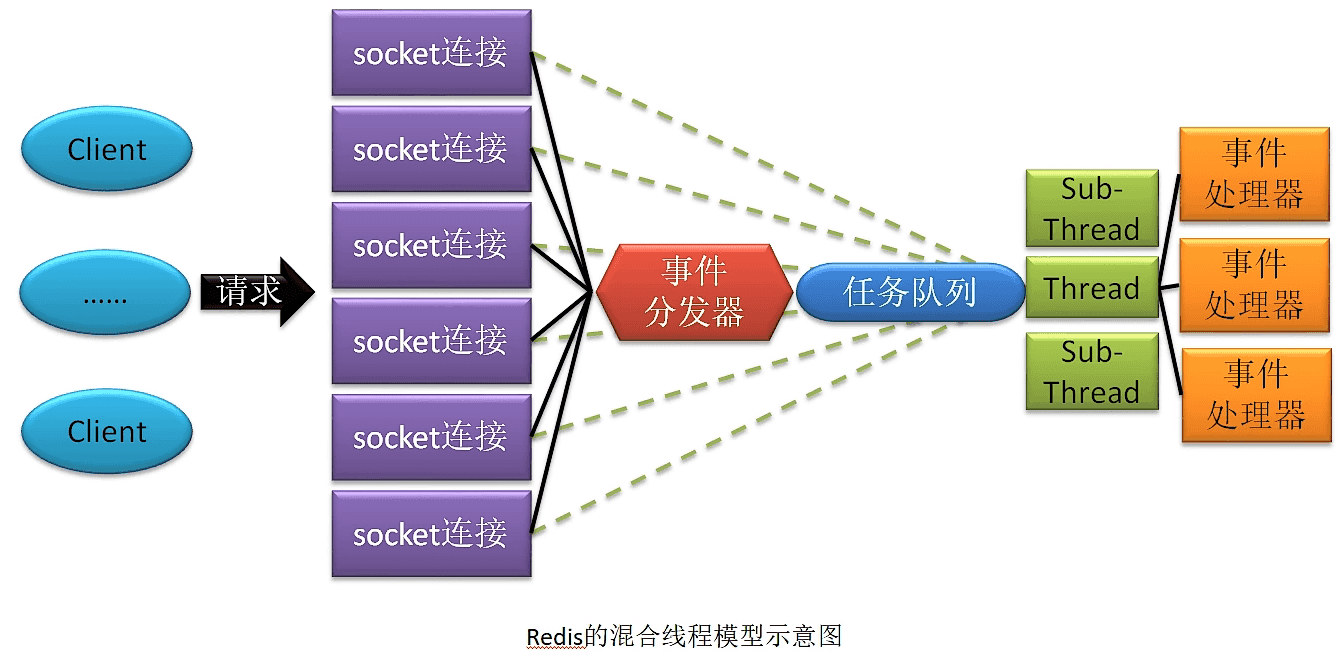 Client
……
Client
请求
socket连接
socket连接
socket连接
socket连接
socket连接
socket连接
事件
分发器
任务队列
Sub-
Thread
Thread
Sub-
Thread
事件
处理器
事件
处理器
事件
处理器
Redis的混合线程模型示意图